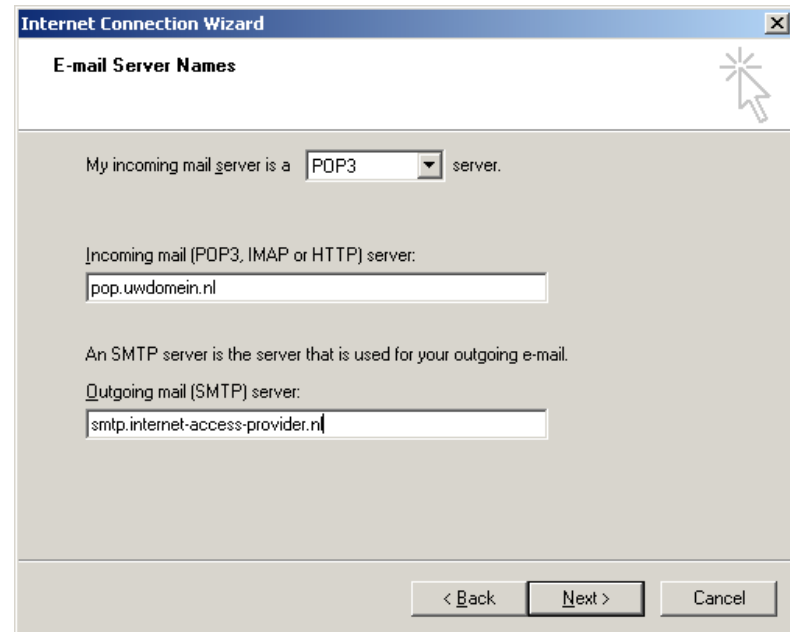 Internet Connection Wizard
E-mail Server Names
My incoming mail server is a POP3 server.
Incoming mail (POP3, IMAP or HTTP) server:
pop.uwdomein.nl
An SMTP server is the server that is used for your outgoing e-mail.
Outgoing mail (SMTP) server:
smtp.internet-access-provider.nl
< Back Next > Cancel